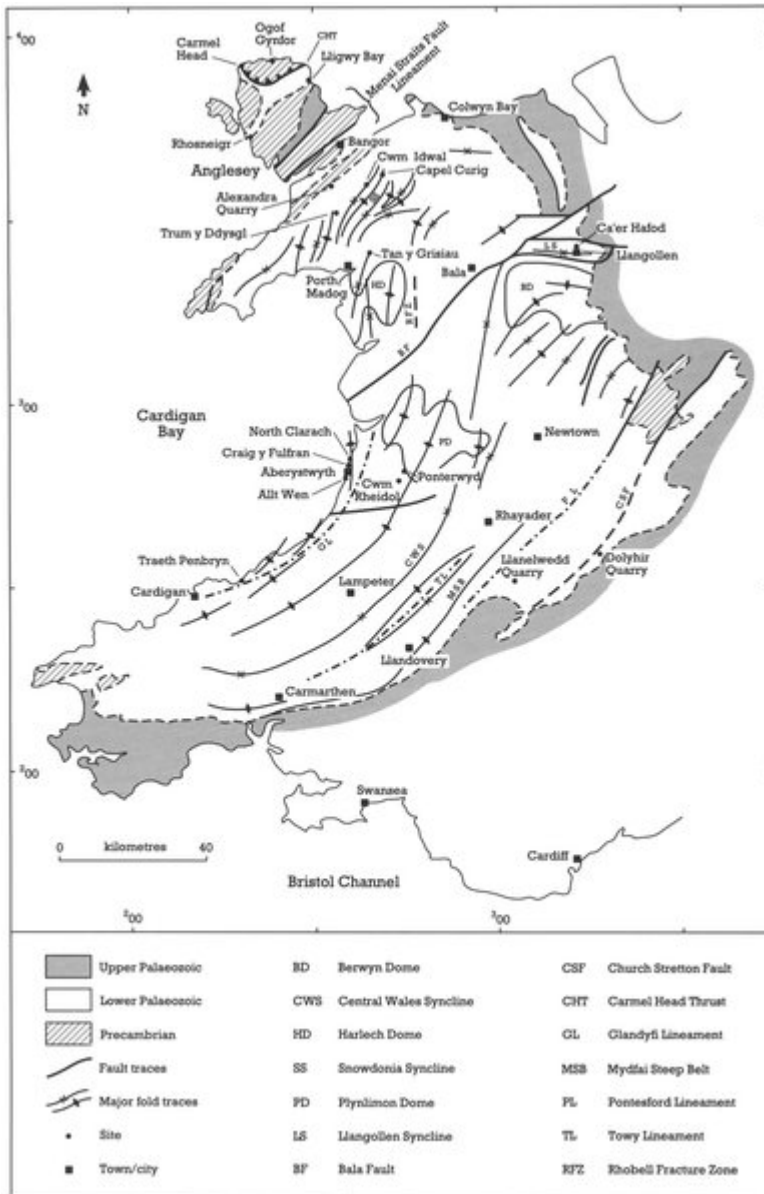 ⁴00
Ogof
Gynfor
CHT
Carmel
Head
Lligwy Bay
Menai Straits Fault
Lineament
N
Colwyn Bay
Rhosneigr
Bangor
Anglesey
Cwm Idwal
Capel Curig
Alexandra
Quarry
SS
Trum y Ddysgl
Ca'er Hafod
LS
Llangollen
Tan y Grisiau
Bala
Porth
Madog
HD
RFZ
BD
BF
³00
Cardigan
Bay
North Clarach
Newtown
Craig y Fulfran
PD
Aberystwyth
Cwm
Rheidol
Ponterwyd
Allt Wen
PL
CSF
Rhayader
GL
Traeth Penbryn
CWS
Llanelwedd
Quarry
Dolyhir
Quarry
Cardigan
Lampeter
TL
MSB
Llandovery
Carmarthen
²00
Swansea
0 kilometres 40
Cardiff
Bristol Channel
²00 ³00
Upper Palaeozoic BD Berwyn Dome CSF Church Stretton Fault
Lower Palaeozoic CWS Central Wales Syncline CHT Carmel Head Thrust
Precambrian HD Harlech Dome GL Glandyfi Lineament
Fault traces SS Snowdonia Syncline MSB Mydfai Steep Belt
Major fold traces PD Plynlimon Dome PL Pontesford Lineament
Site LS Llangollen Syncline TL Towy Lineament
Town/city BF Bala Fault RFZ Rhobell Fracture Zone